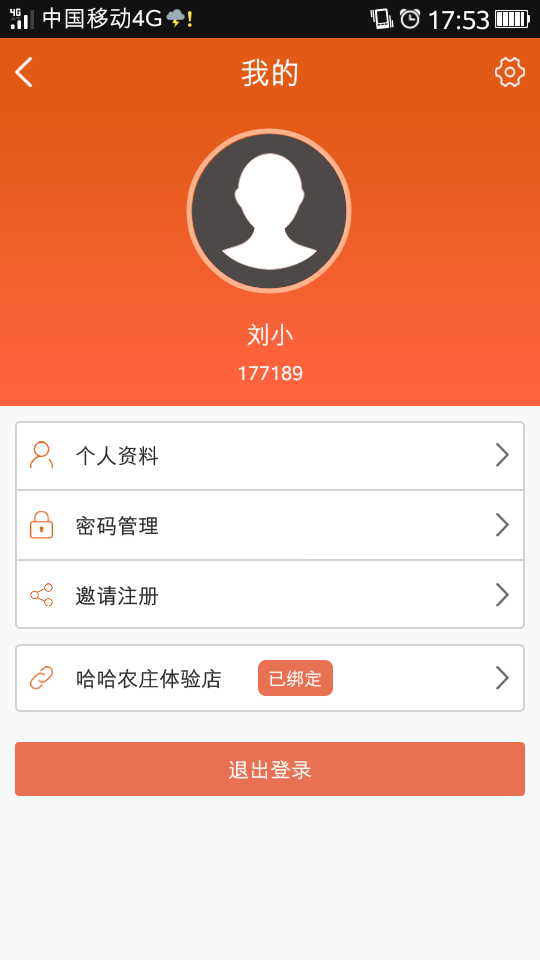 中国移动4G 17:53
我的
刘小
177189
个人资料
密码管理
邀请注册
哈哈农庄体验店 已绑定
退出登录